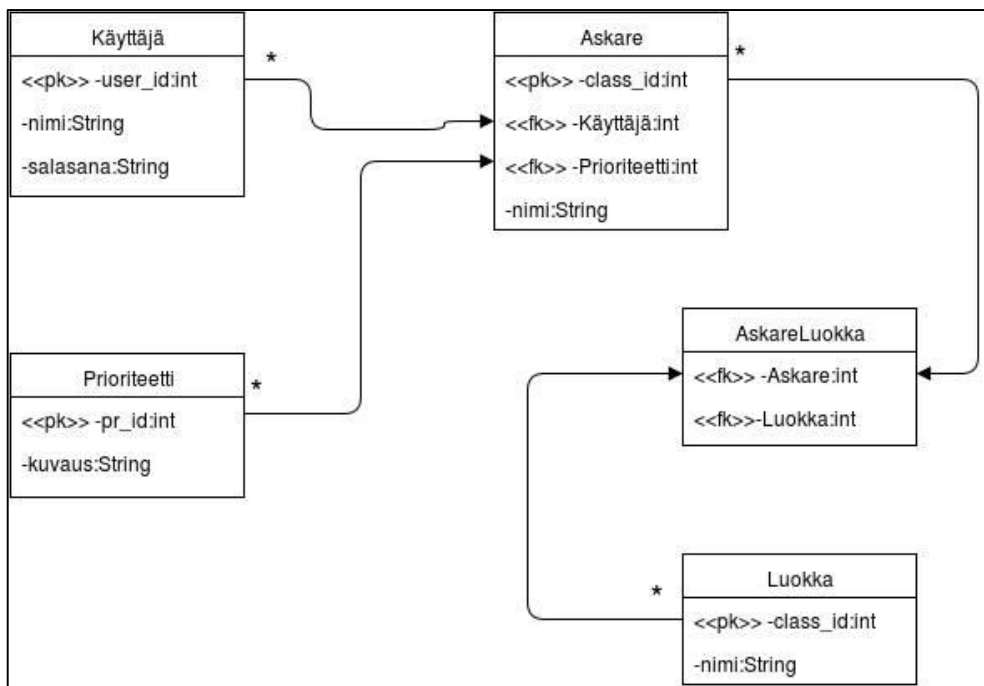 Käyttäjä
<<pk>> -user_id:int
-nimi:String
-salasana:String
*
Askare
<<pk>> -class_id:int
<<fk>> -Käyttäjä:int
<<fk>> -Prioriteetti:int
-nimi:String
*
Prioriteetti
<<pk>> -pr_id:int
-kuvaus:String
*
AskareLuokka
<<fk>> -Askare:int
<<fk>>-Luokka:int
*
Luokka
<<pk>> -class_id:int
-nimi:String